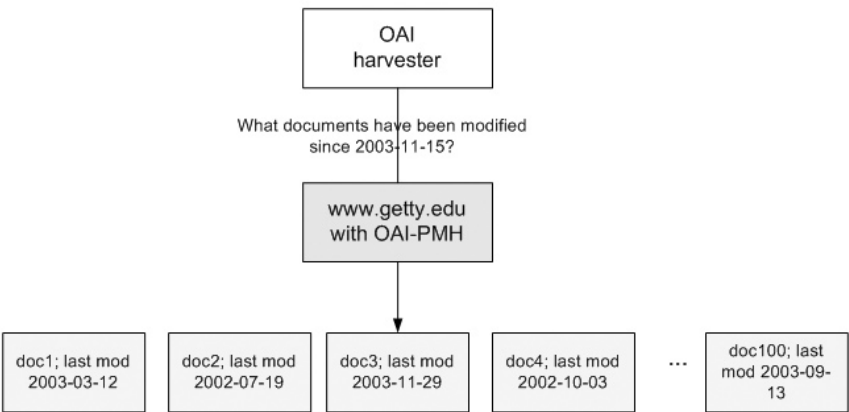 OAI
harvester
What documents have been modified
since 2003-11-15?
www.getty.edu
with OAI-PMH
doc1; last mod
2003-03-12
doc2; last mod
2002-07-19
doc3; last mod
2003-11-29
doc4; last mod
2002-10-03
...
doc100; last
mod 2003-09-
13